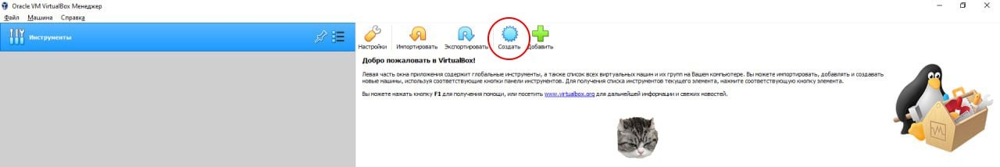 Oracle VM VirtualBox Менеджер
Файл Машина Справка
Инструменты
Настройки Импортировать Экспортировать Создать Добавить
Добро пожаловать в VirtualBox!
Левая часть окна приложения содержит глобальные инструменты, а также список всех виртуальных машин и их групп на Вашем компьютере. Вы можете импортировать, добавлять и создавать
новые машины, используя соответствующие кнопки панели инструментов. Для получения списка инструментов текущего элемента, нажмите соответствующую кнопку элемента.
Вы можете нажать кнопку F1 для получения помощи, или посетить www.virtualbox.org для дальнейшей информации и свежих новостей.